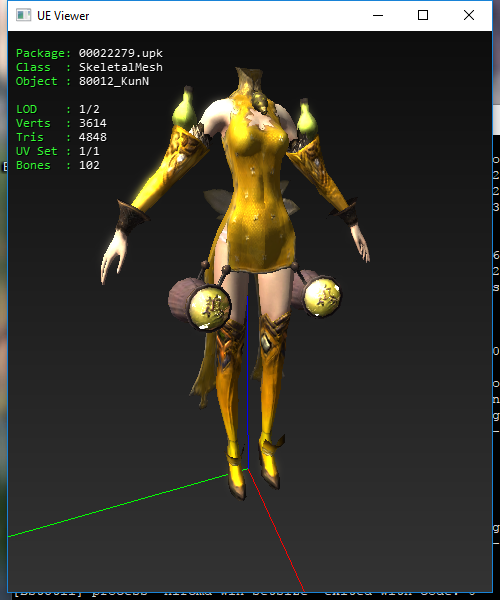 UE Viewer
Package: 00022279.upk
Class : SkeletalMesh
Object : 80012_KunN
LOD : 1/2
Verts : 3614
Tris : 4848
UV Set : 1/1
Bones : 102